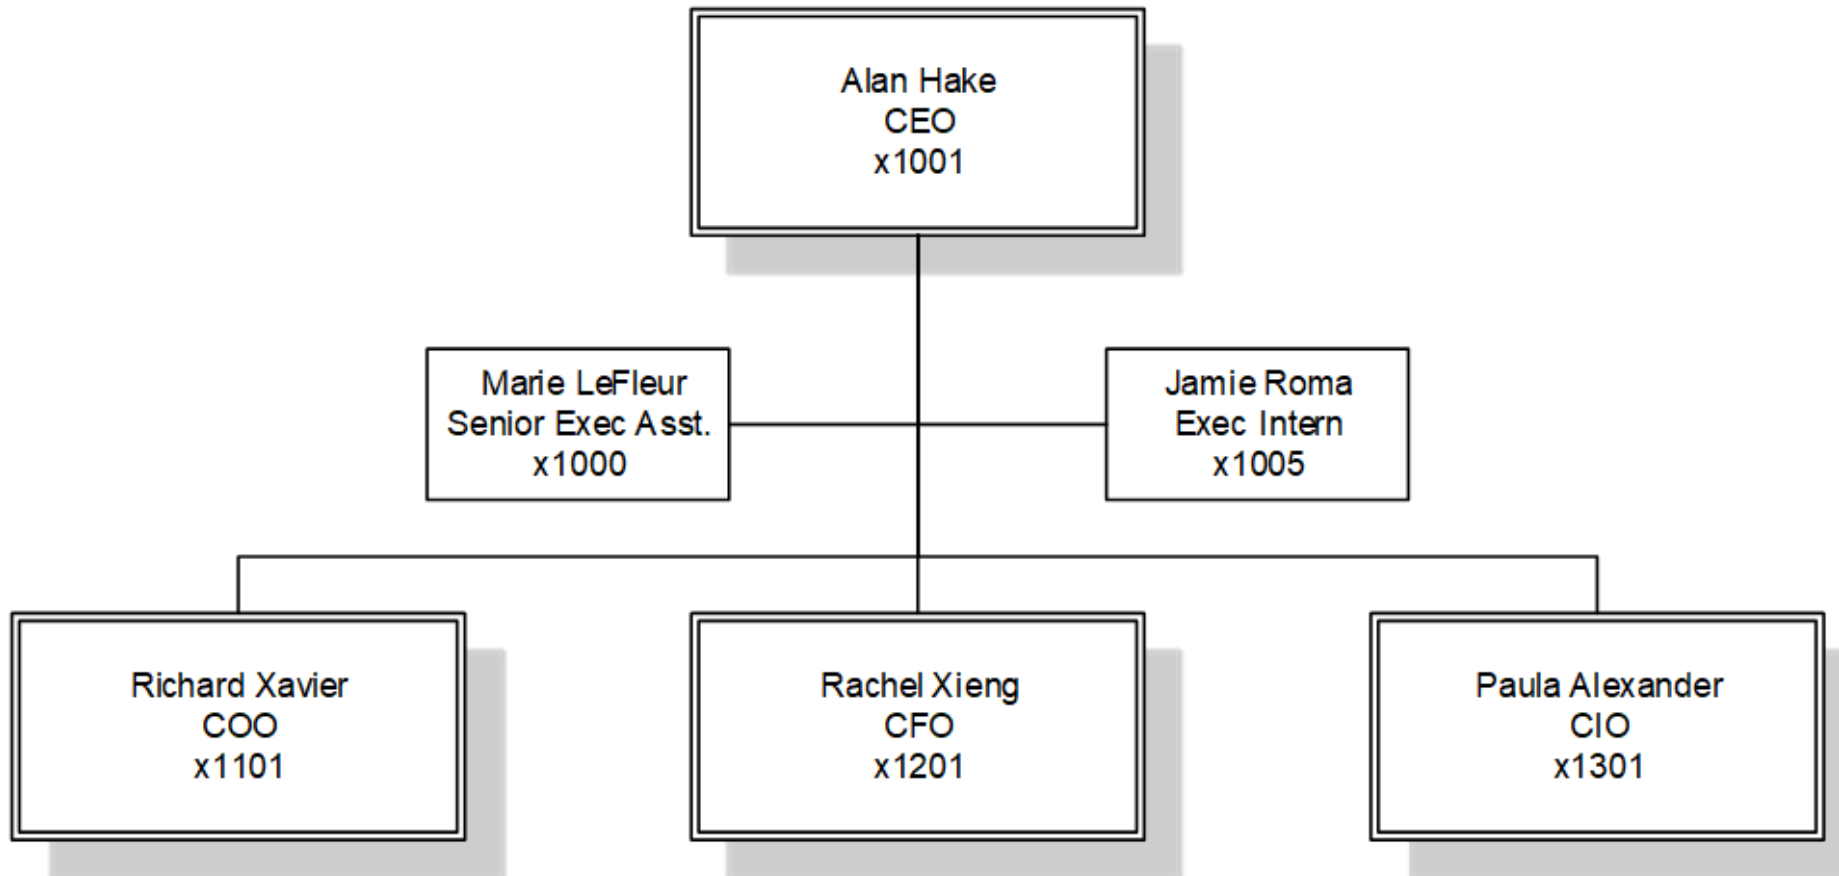 Alan Hake
CEO
x1001
Marie LeFleur
Senior Exec Asst.
x1000
Jamie Roma
Exec Intern
x1005
Richard Xavier
COO
x1101
Rachel Xieng
CFO
x1201
Paula Alexander
CIO
x1301